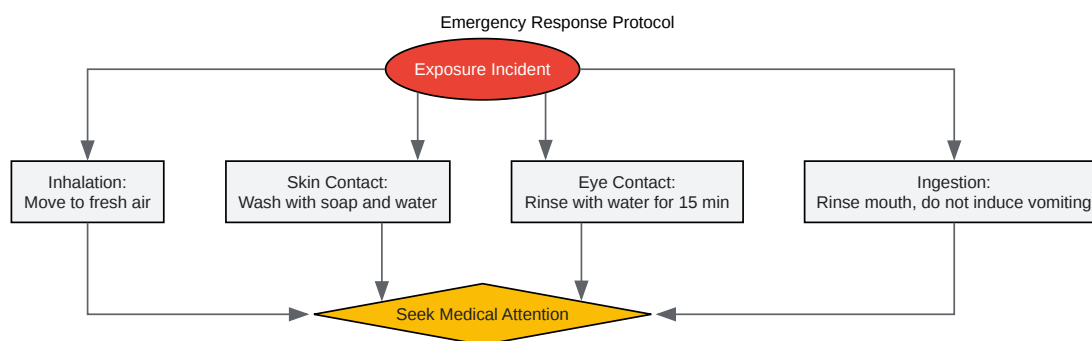 Emergency Response Protocol
Exposure Incident
Inhalation:
Move to fresh air
Skin Contact:
Wash with soap and water
Eye Contact:
Rinse with water for 15 min
Ingestion:
Rinse mouth, do not induce vomiting
Seek Medical Attention